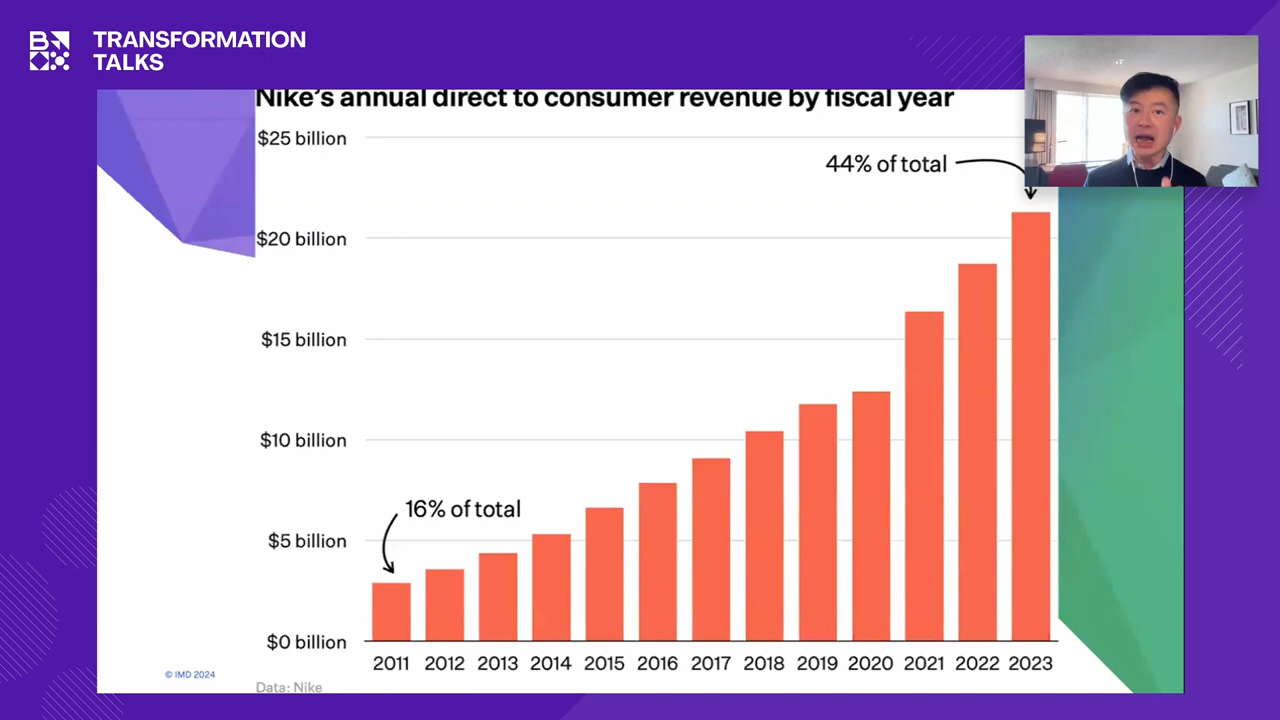 TRANSFORMATION
TALKS
Nike's annual direct to consumer revenue by fiscal year
$25 billion
44% of total
$20 billion
$15 billion
$10 billion
16% of total
$5 billion
$0 billion
2011 2012 2013 2014 2015 2016 2017 2018 2019 2020 2021 2022 2023
© IMD 2024
Data: Nike